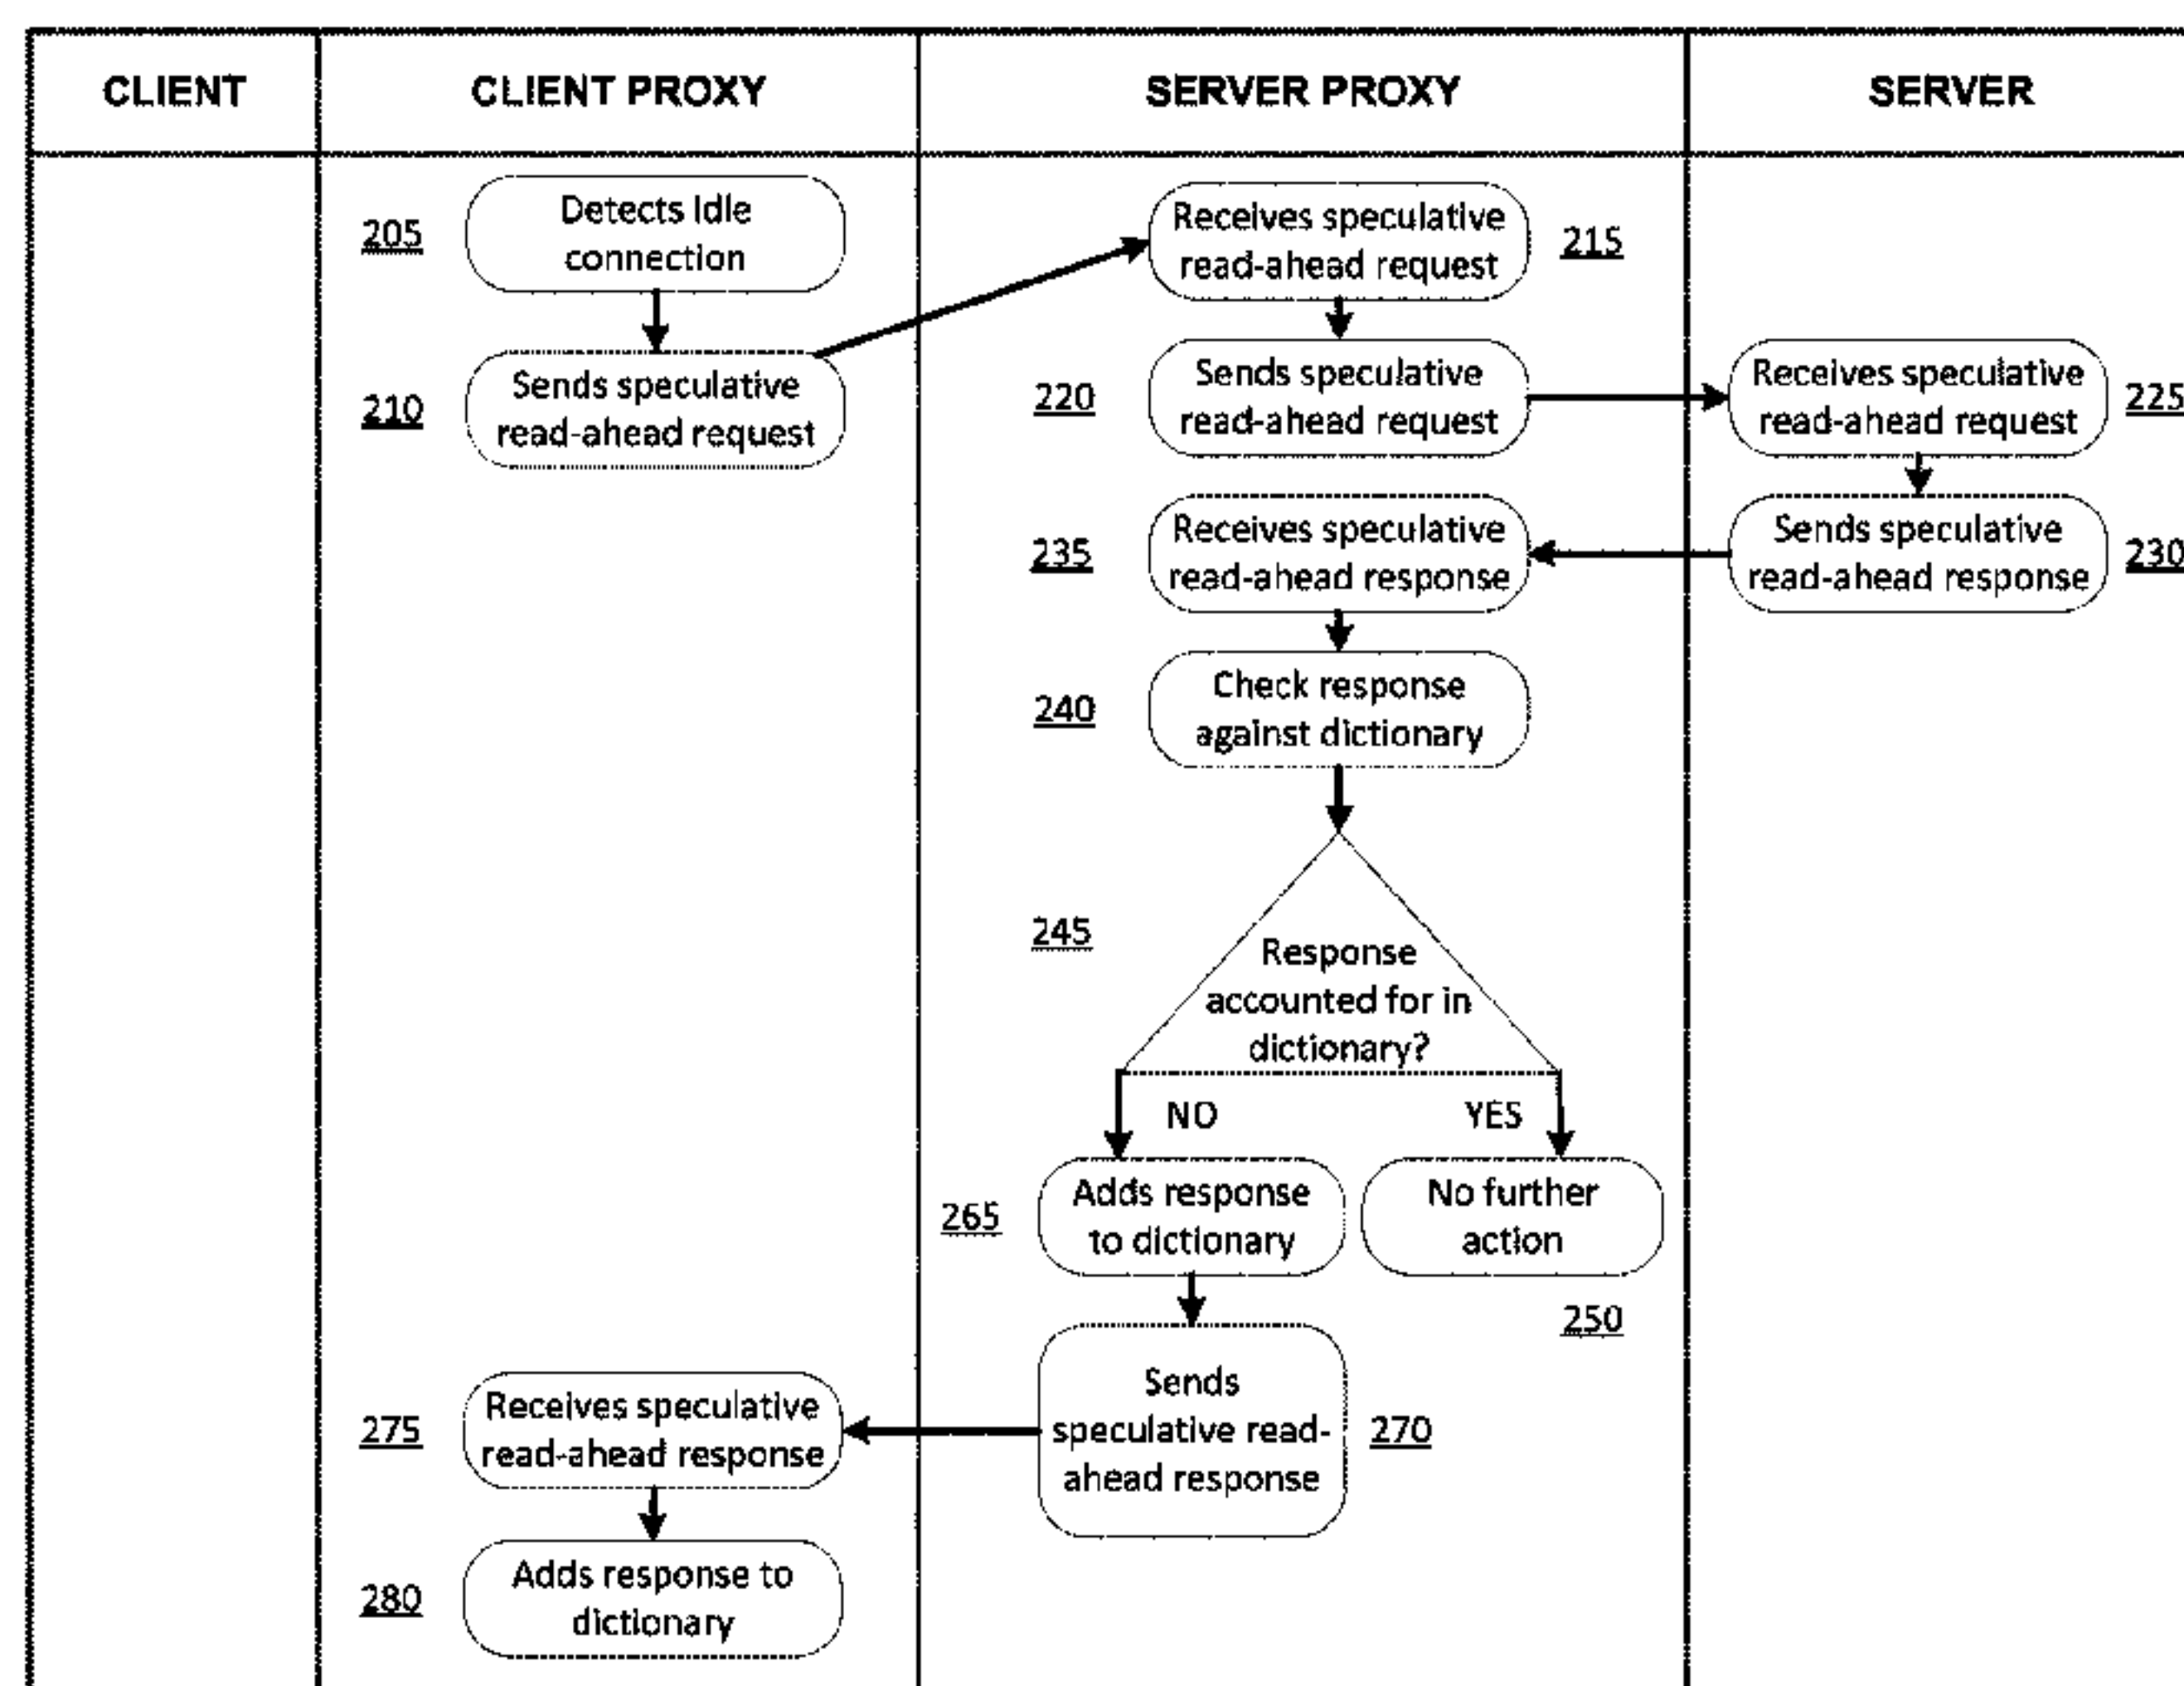 CLIENT
CLIENT PROXY
SERVER PROXY
SERVER
205
Detects Idle
connection
Receives speculative
read-ahead request
215
210
Sends speculative
read-ahead request
220
Sends speculative
read-ahead request
Receives speculative
read-ahead request
225
235
Receives speculative
read-ahead response
Sends speculative
read-ahead response
230
240
Check response
against dictionary
245
Response
accounted for in
dictionary?
NO
YES
265
Adds response
to dictionary
No further
action
250
275
Receives speculative
read-ahead response
Sends
speculative read-
ahead response
270
280
Adds response to
dictionary